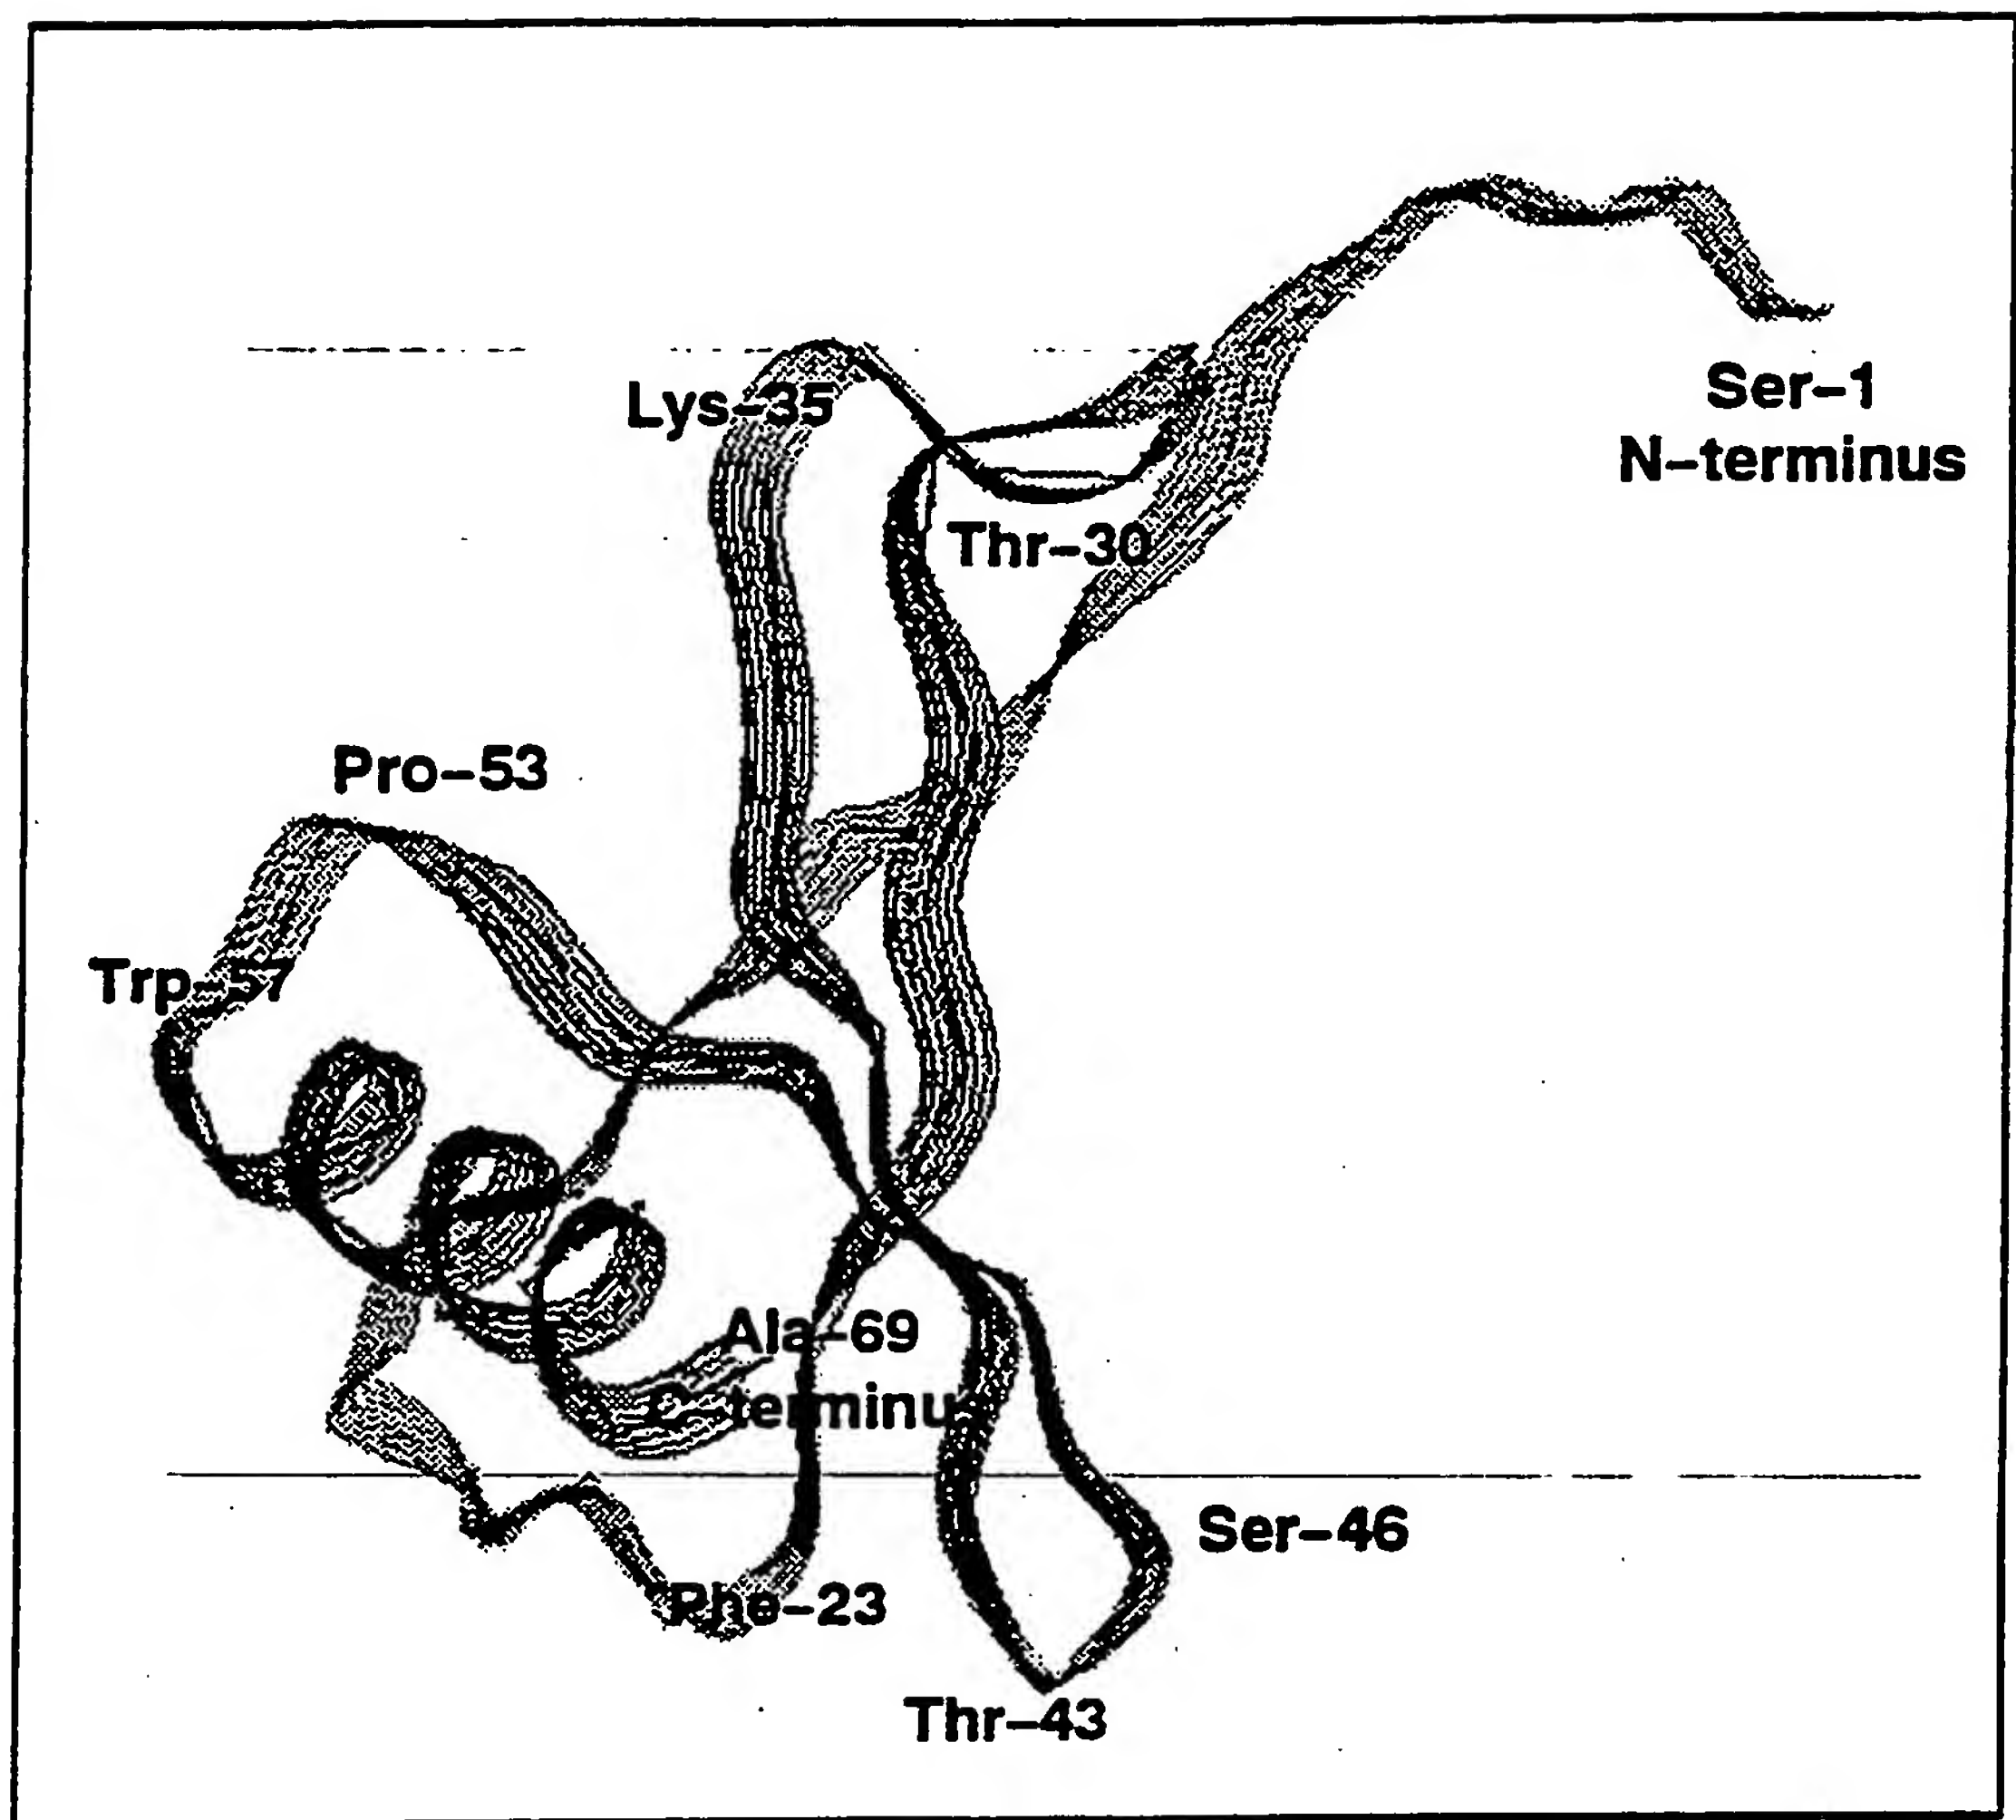 Lys-35
Ser-1
N-terminus
Thr-30
Pro-53
Trp-57
Ala-69
Ser-46
Phe-23
Thr-43